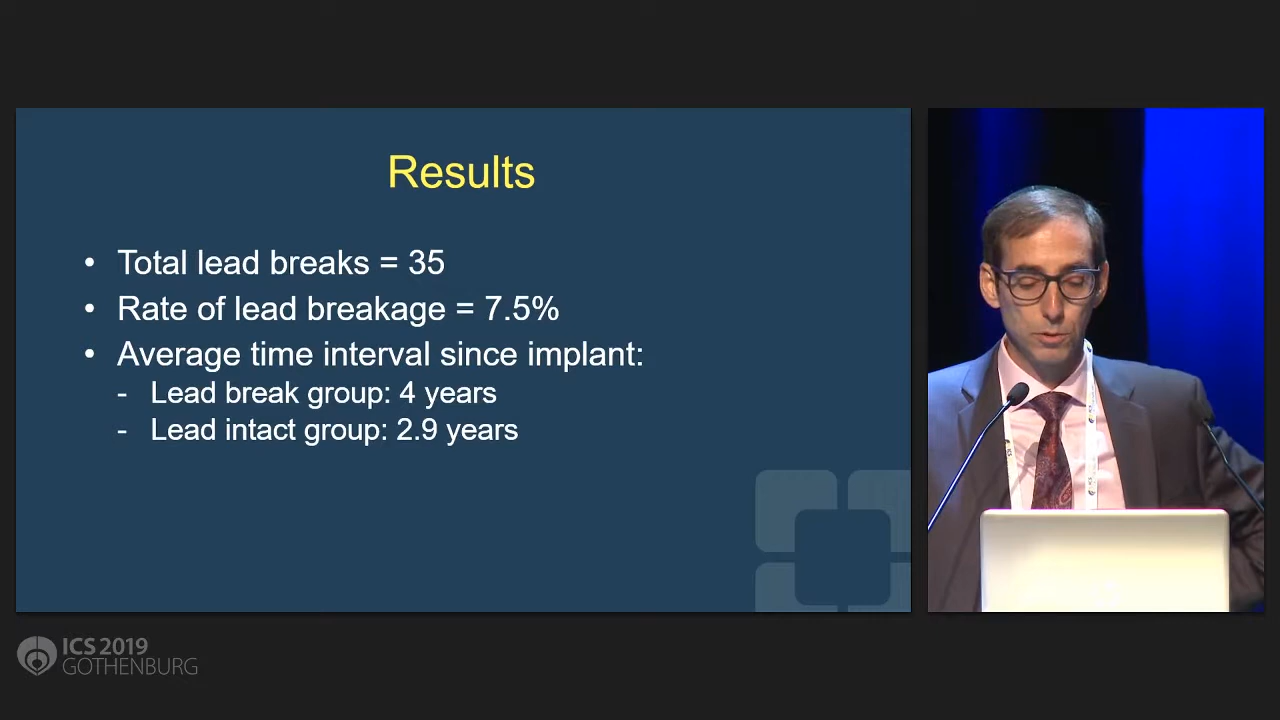 Results
• Total lead breaks = 35
• Rate of lead breakage = 7.5%
• Average time interval since implant:
- Lead break group: 4 years
- Lead intact group: 2.9 years
ICS 2019
GOTHENBURG